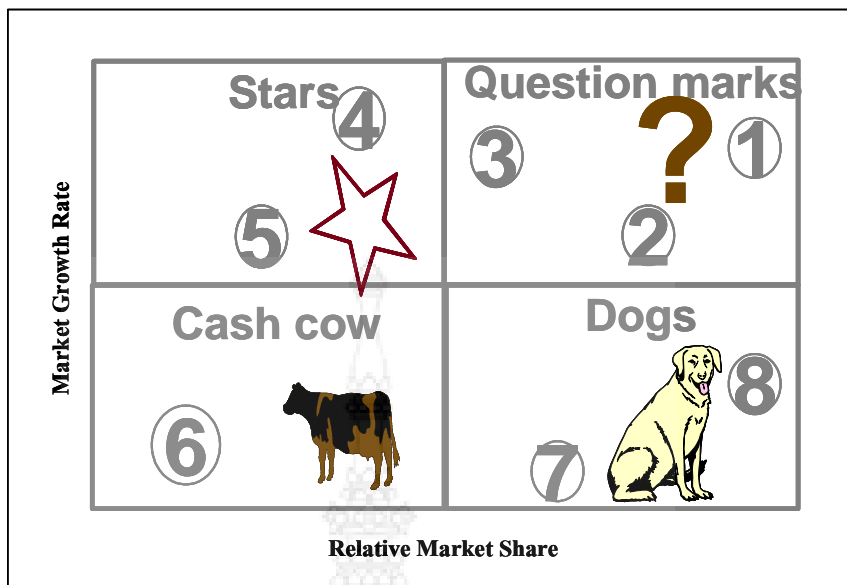 Stars
4
5
Question marks
3
?
1
2
Cash cow
6
Dogs
8
7
Market Growth Rate
Relative Market Share